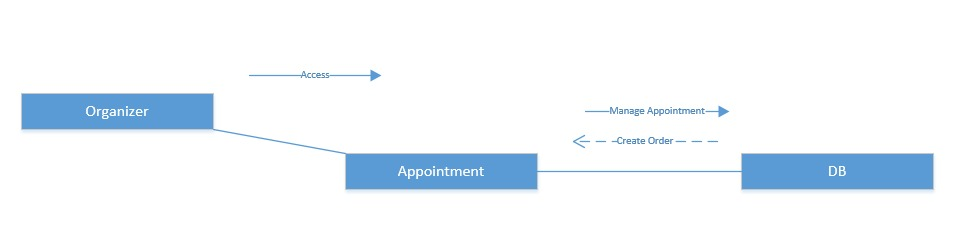 Access
Organizer
Manage Appointment
Create Order
Appointment
DB